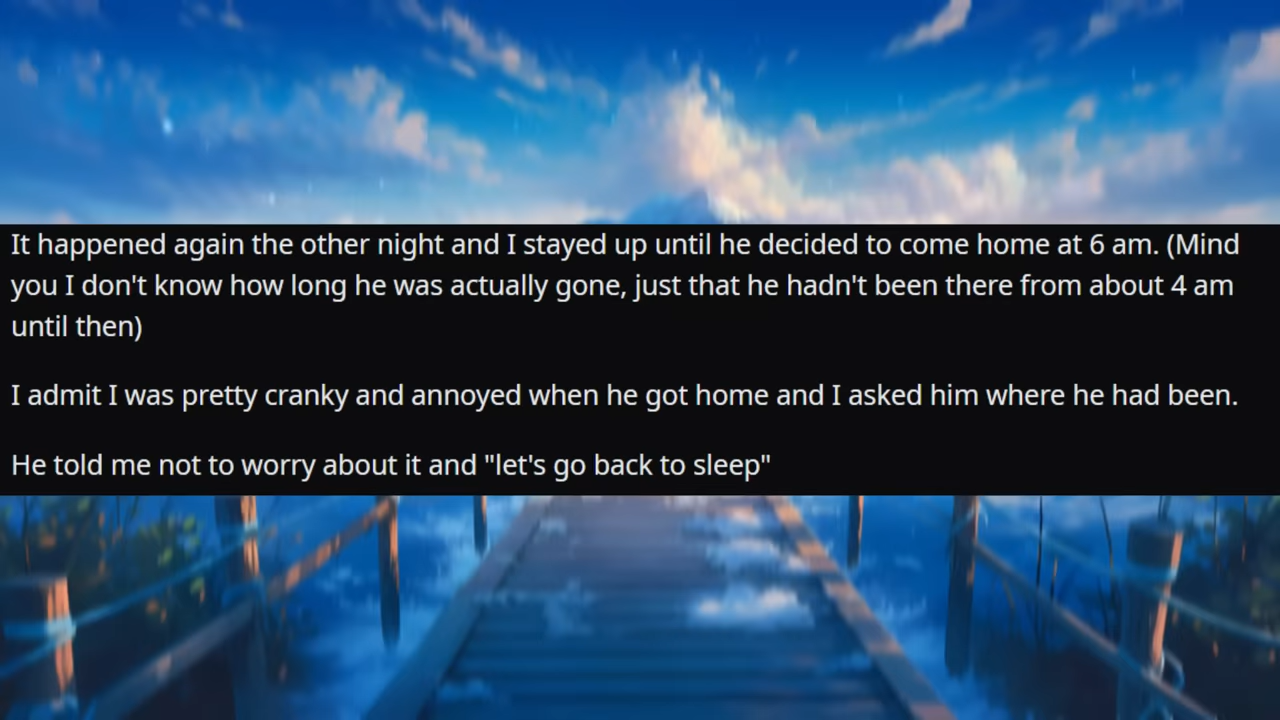 It happened again the other night and I stayed up until he decided to come home at 6 am. (Mind
you I don't know how long he was actually gone, just that he hadn't been there from about 4 am
until then)
I admit I was pretty cranky and annoyed when he got home and I asked him where he had been.
He told me not to worry about it and "let's go back to sleep"